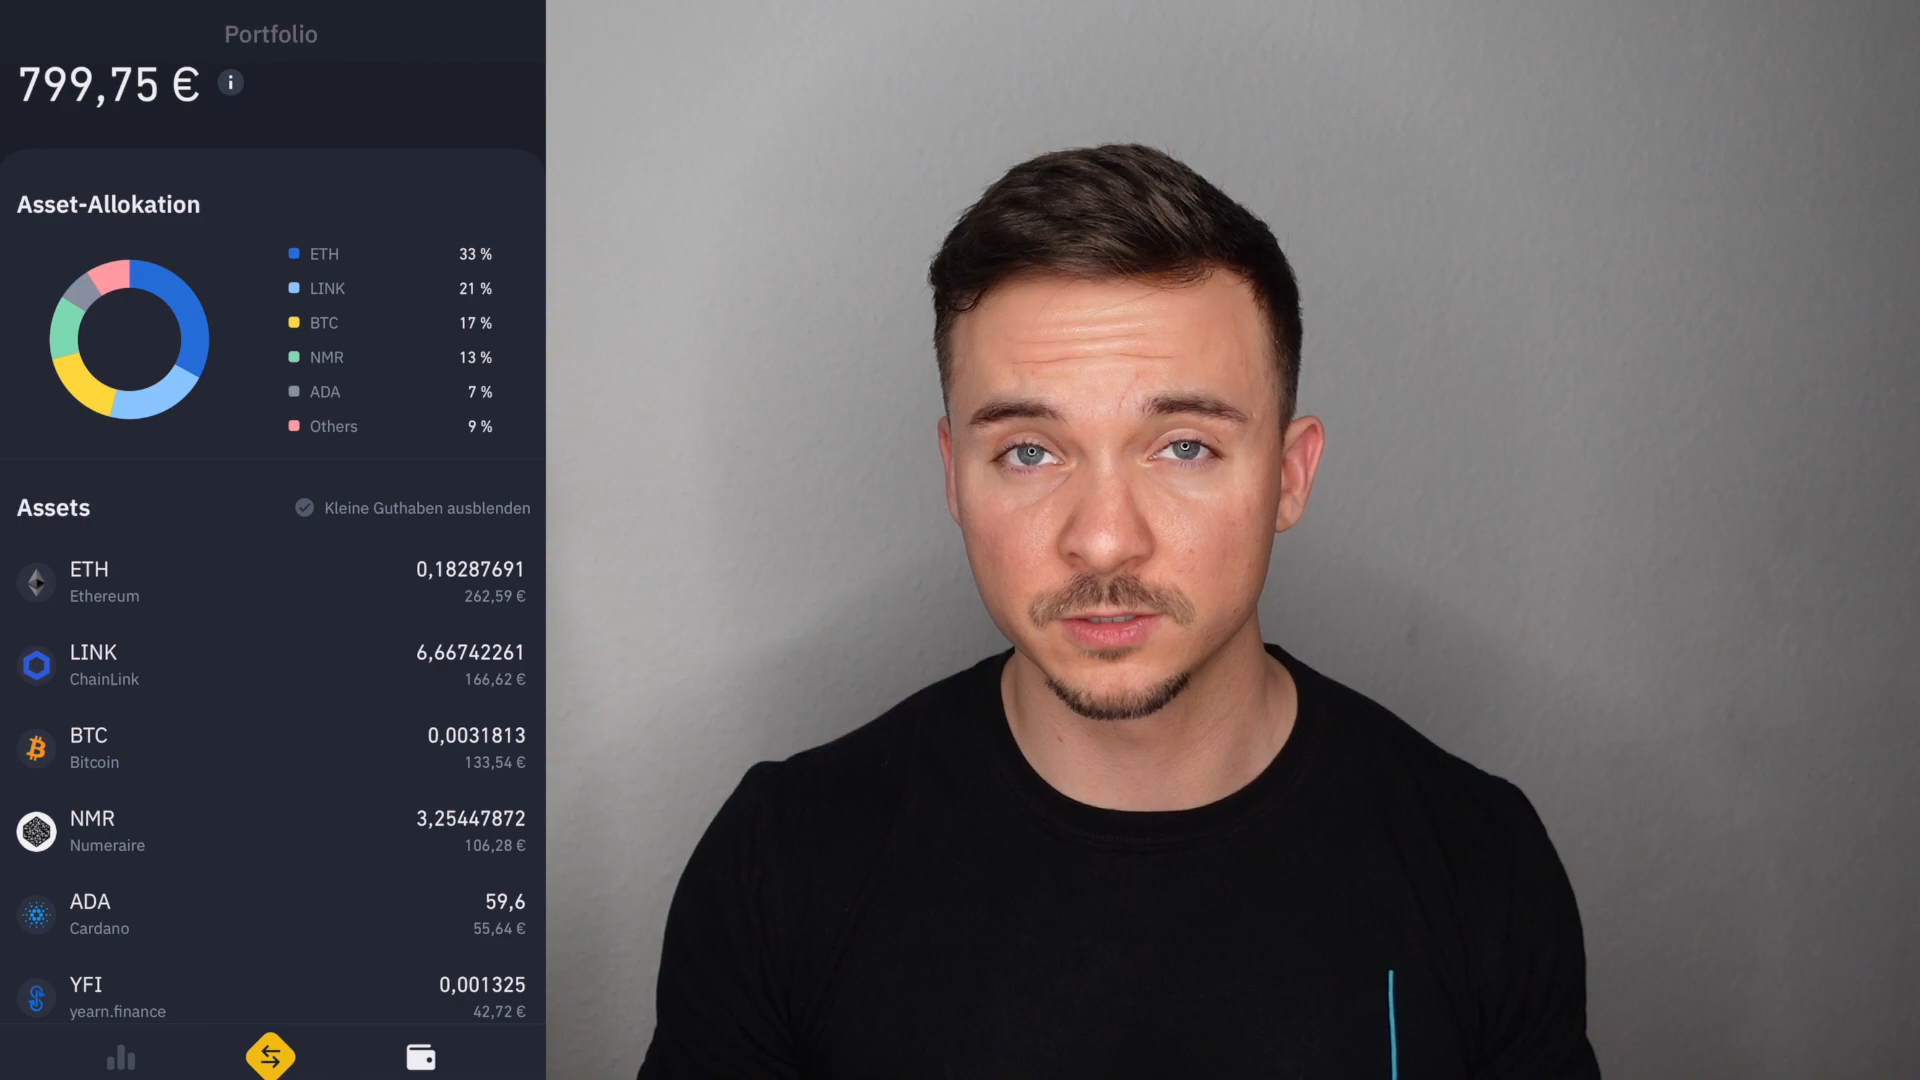 Portfolio
799,75 €
Asset-Allokation
ETH 33 %
LINK 21 %
BTC 17 %
NMR 13 %
ADA 7 %
Others 9 %
Assets Kleine Guthaben ausblenden
ETH 0,18287691
Ethereum 262,59 €
LINK 6,66742261
ChainLink 166,62 €
BTC 0,0031813
Bitcoin 133,54 €
NMR 3,25447872
Numeraire 106,28 €
ADA 59,6
Cardano 55,64 €
YFI 0,001325
yearn.finance 42,72 €